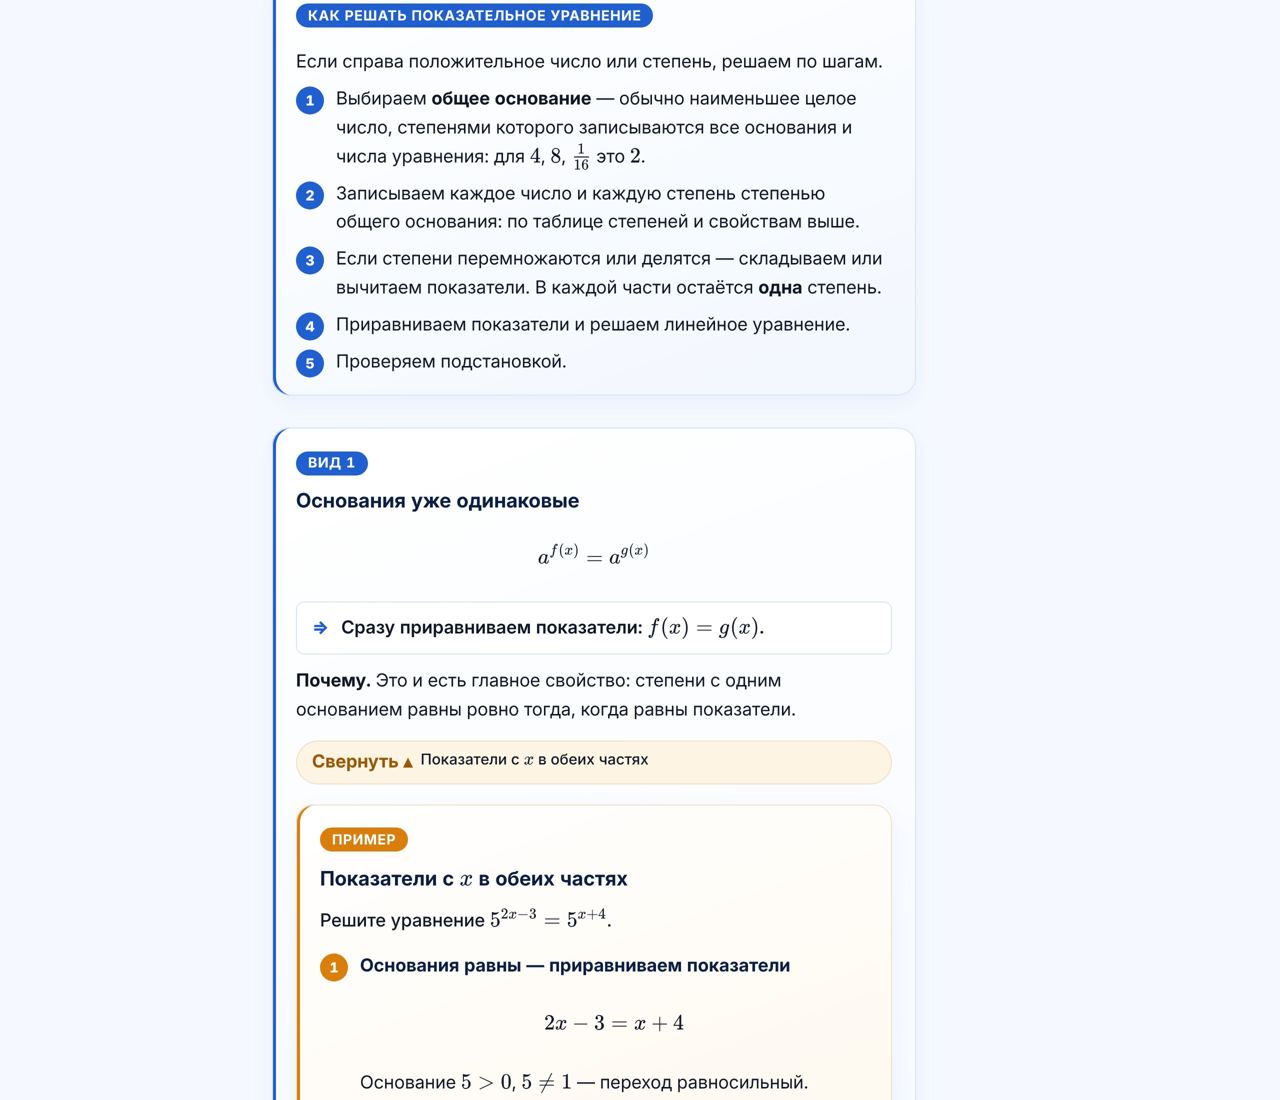 КАК РЕШАТЬ ПОКАЗАТЕЛЬНОЕ УРАВНЕНИЕ
Если справа положительное число или степень, решаем по шагам.
1 Выбираем общее основание — обычно наименьшее целое
число, степенями которого записываются все основания и
числа уравнения: для 4, 8, 1/16 это 2.
2 Записываем каждое число и каждую степень степенью
общего основания: по таблице степеней и свойствам выше.
3 Если степени перемножаются или делятся — складываем или
вычитаем показатели. В каждой части остаётся одна степень.
4 Приравниваем показатели и решаем линейное уравнение.
5 Проверяем подстановкой.
ВИД 1
Основания уже одинаковые
a^{f(x)} = a^{g(x)}
⇒ Сразу приравниваем показатели: f(x) = g(x).
Почему. Это и есть главное свойство: степени с одним
основанием равны ровно тогда, когда равны показатели.
Свернуть ▲ Показатели с x в обеих частях
ПРИМЕР
Показатели с x в обеих частях
Решите уравнение 5^{2x−3} = 5^{x+4}.
1 Основания равны — приравниваем показатели
2x − 3 = x + 4
Основание 5 > 0, 5 ≠ 1 — переход равносильный.